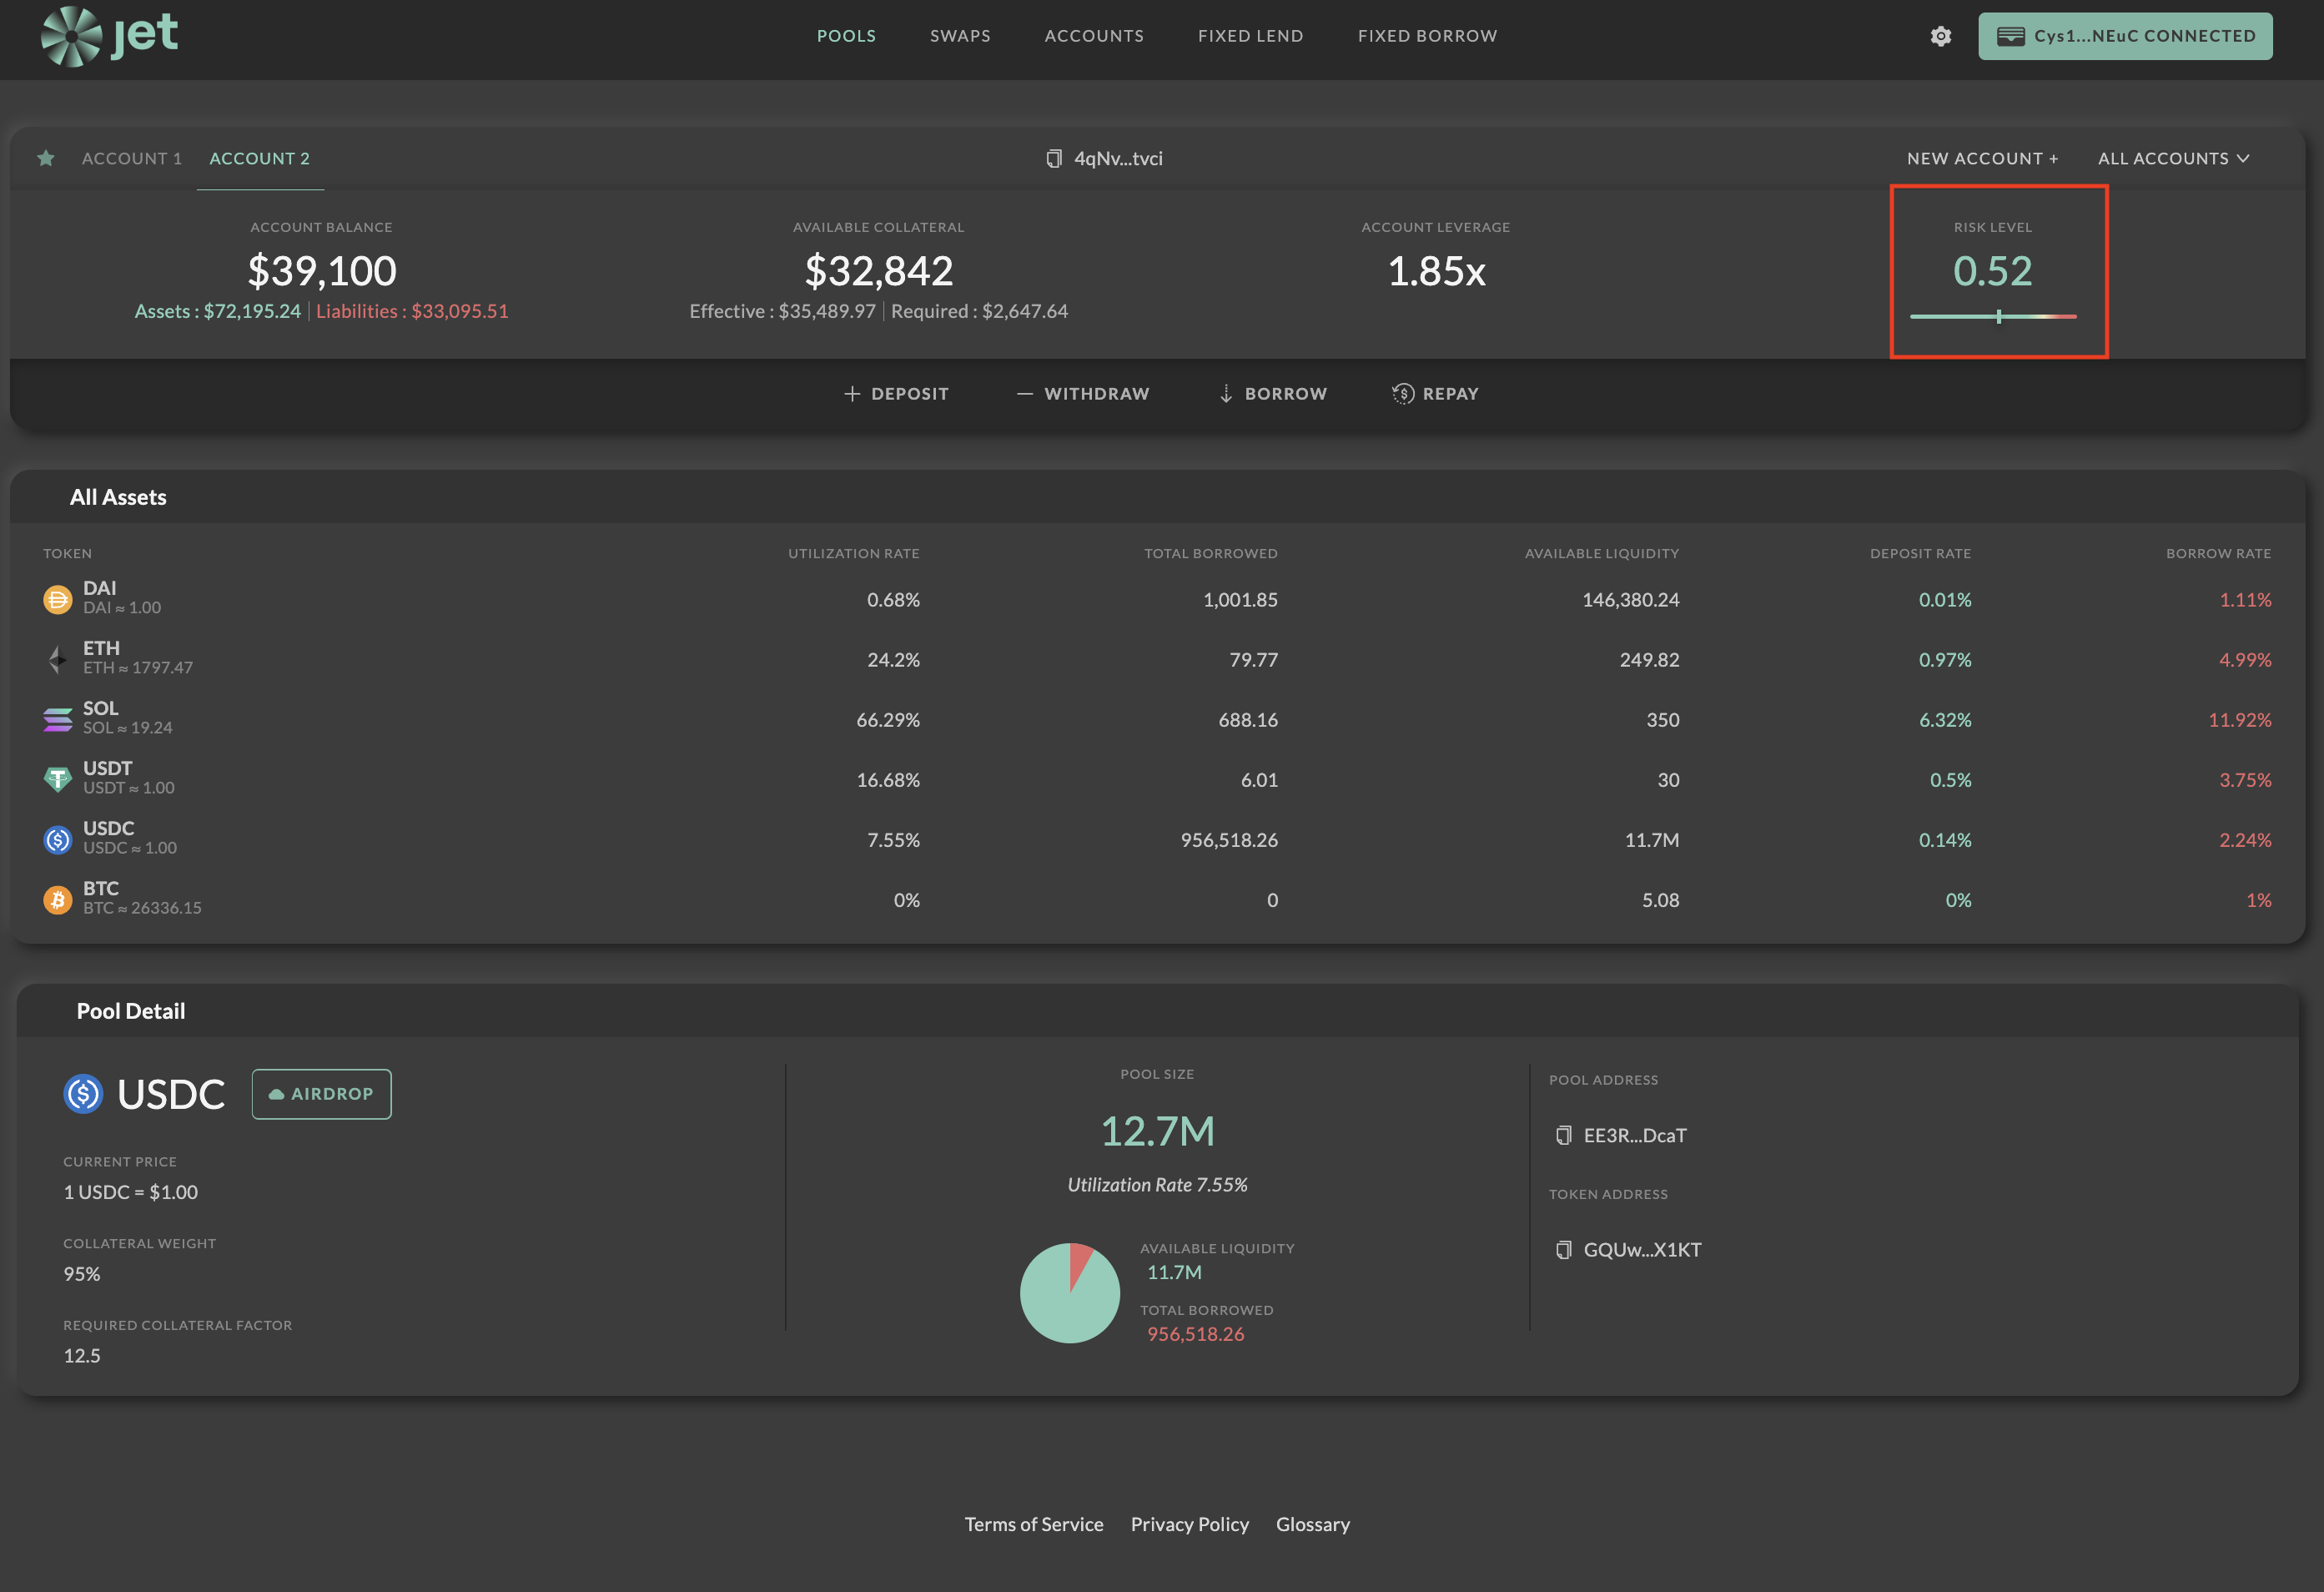 jet
POOLS SWAPS ACCOUNTS FIXED LEND FIXED BORROW
Cys1...NEuC CONNECTED
ACCOUNT 1 ACCOUNT 2
4qNv...tvci
NEW ACCOUNT + ALL ACCOUNTS
ACCOUNT BALANCE
$39,100
Assets : $72,195.24 | Liabilities : $33,095.51
AVAILABLE COLLATERAL
$32,842
Effective : $35,489.97 | Required : $2,647.64
ACCOUNT LEVERAGE
1.85x
RISK LEVEL
0.52
DEPOSIT WITHDRAW BORROW REPAY
All Assets
TOKEN UTILIZATION RATE TOTAL BORROWED AVAILABLE LIQUIDITY DEPOSIT RATE BORROW RATE
DAI
DAI ≈ 1.00
0.68% 1,001.85 146,380.24 0.01% 1.11%
ETH
ETH ≈ 1797.47
24.2% 79.77 249.82 0.97% 4.99%
SOL
SOL ≈ 19.24
66.29% 688.16 350 6.32% 11.92%
USDT
USDT ≈ 1.00
16.68% 6.01 30 0.5% 3.75%
USDC
USDC ≈ 1.00
7.55% 956,518.26 11.7M 0.14% 2.24%
BTC
BTC ≈ 26336.15
0% 0 5.08 0% 1%
Pool Detail
USDC
AIRDROP
CURRENT PRICE
1 USDC = $1.00
COLLATERAL WEIGHT
95%
REQUIRED COLLATERAL FACTOR
12.5
POOL SIZE
12.7M
Utilization Rate 7.55%
AVAILABLE LIQUIDITY
11.7M
TOTAL BORROWED
956,518.26
POOL ADDRESS
EE3R...DcaT
TOKEN ADDRESS
GQUw...X1KT
Terms of Service Privacy Policy Glossary